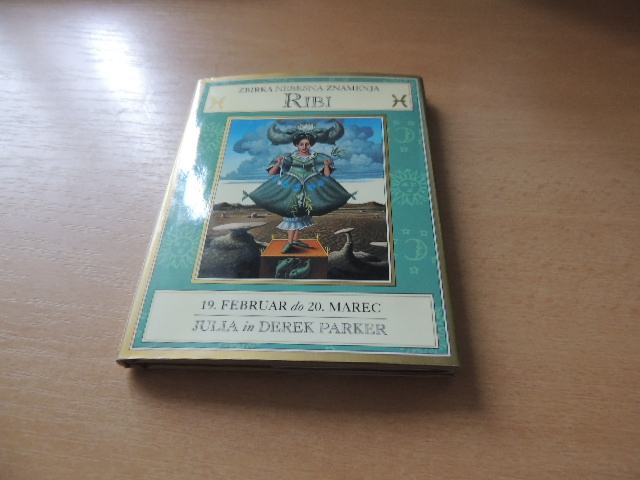 ZBIRKA NEBESNA ZNAMENJA
RIBI
19. FEBRUAR do 20. MAREC
JULIA in DEREK PARKER